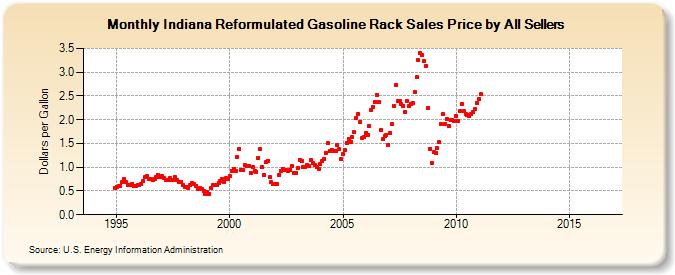 Monthly Indiana Reformulated Gasoline Rack Sales Price by All Sellers
Dollars per Gallon
3.5
3.0
2.5
2.0
1.5
1.0
0.5
0.0
1995 2000 2005 2010 2015
Source: U.S. Energy Information Administration